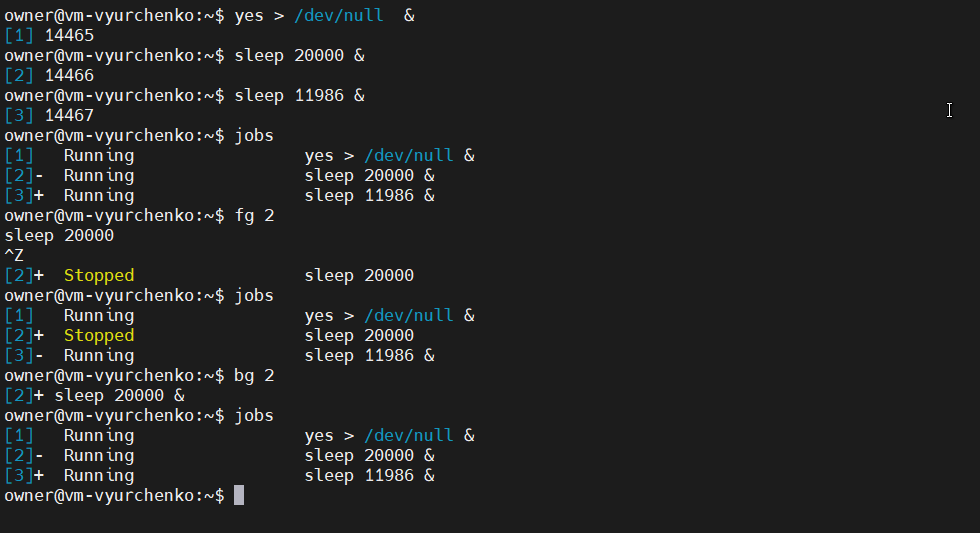 owner@vm-vyurchenko:~$ yes > /dev/null  &
[1] 14465
owner@vm-vyurchenko:~$ sleep 20000 &
[2] 14466
owner@vm-vyurchenko:~$ sleep 11986 &
[3] 14467
owner@vm-vyurchenko:~$ jobs
[1]   Running                 yes > /dev/null &
[2]-  Running                 sleep 20000 &
[3]+  Running                 sleep 11986 &
owner@vm-vyurchenko:~$ fg 2
sleep 20000
^Z
[2]+  Stopped                 sleep 20000
owner@vm-vyurchenko:~$ jobs
[1]   Running                 yes > /dev/null &
[2]+  Stopped                 sleep 20000
[3]-  Running                 sleep 11986 &
owner@vm-vyurchenko:~$ bg 2
[2]+ sleep 20000 &
owner@vm-vyurchenko:~$ jobs
[1]   Running                 yes > /dev/null &
[2]-  Running                 sleep 20000 &
[3]+  Running                 sleep 11986 &
owner@vm-vyurchenko:~$